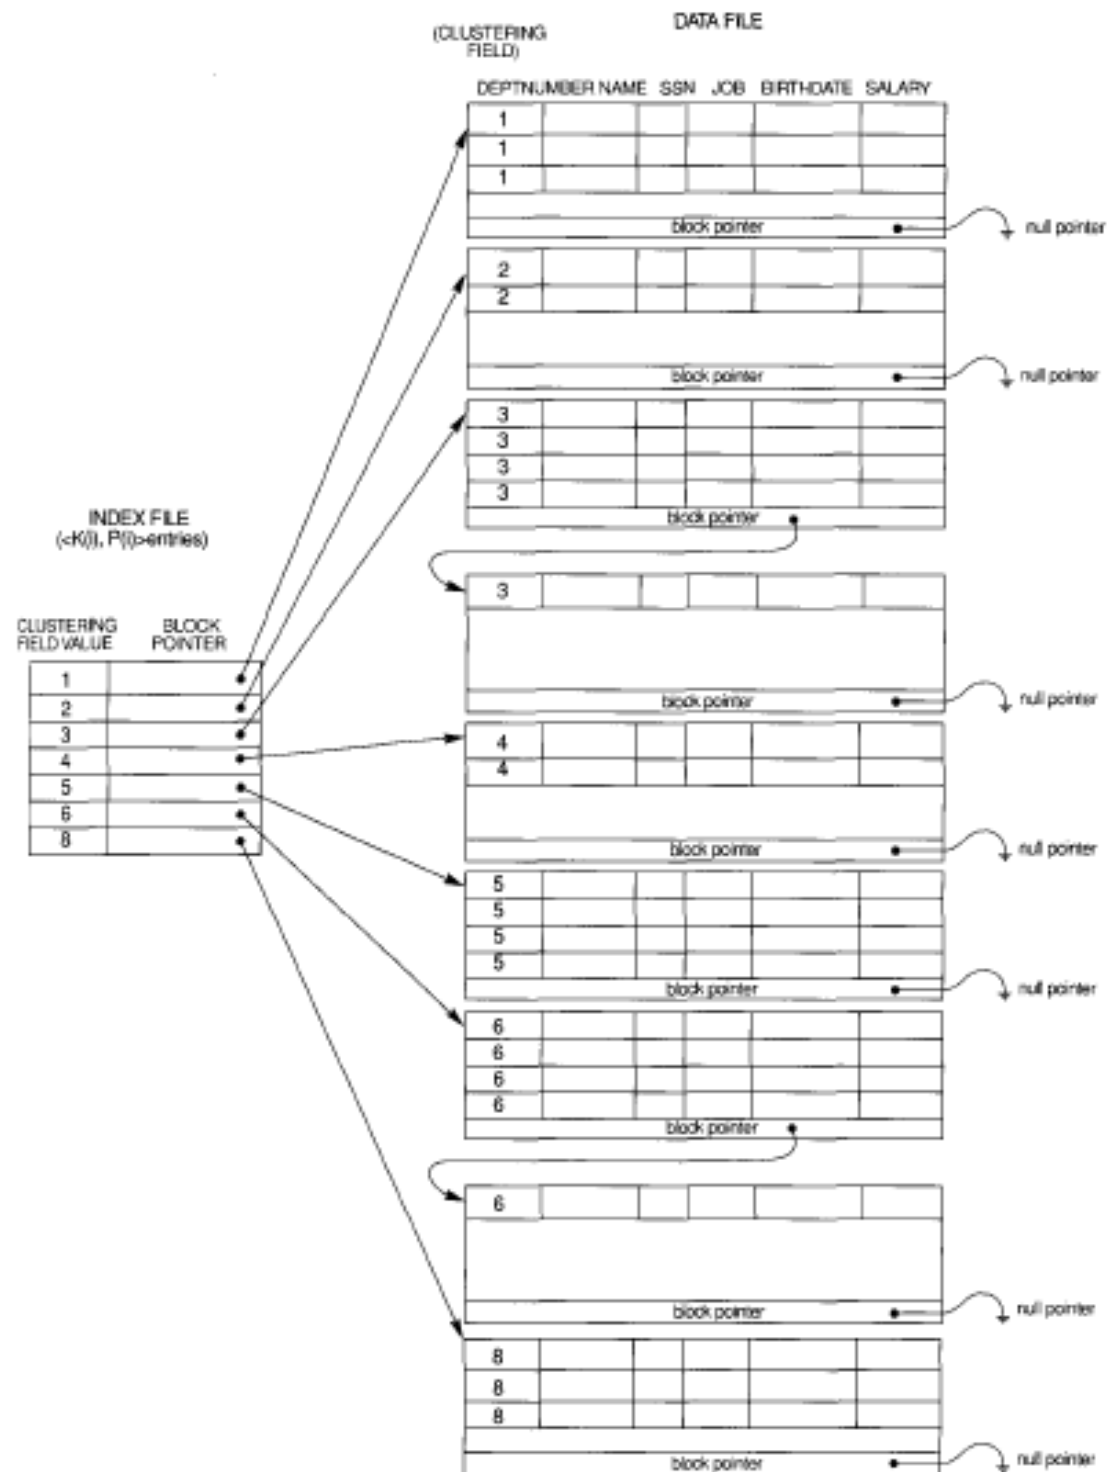 DATA FILE
(CLUSTERING
FIELD)
DEPTNUMBER NAME SSN JOB BIRTHDATE SALARY
1
1
1
block pointer
null pointer
2
2
block pointer
null pointer
3
3
3
3
block pointer
3
block pointer
null pointer
4
4
block pointer
null pointer
5
5
5
5
block pointer
null pointer
6
6
6
6
block pointer
6
block pointer
null pointer
8
8
8
block pointer
null pointer
INDEX FILE
(<K(i), P(i)>entries)
CLUSTERING
FIELD VALUE
BLOCK
POINTER
1
2
3
4
5
6
8